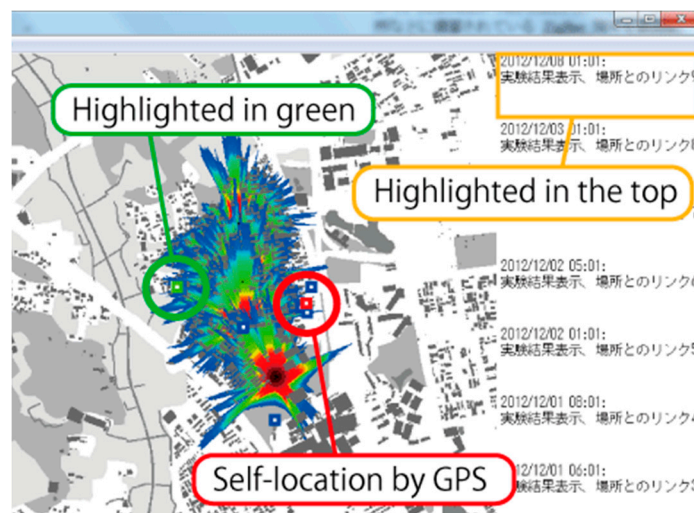 2012/12/08 01:01:
実験結果表示、場所とのリンク
Highlighted in green
2012/12/03 01:01:
実験結果表示、場所とのリンク
Highlighted in the top
2012/12/02 05:01:
実験結果表示、場所とのリンク
2012/12/02 01:01:
実験結果表示、場所とのリンク
2012/12/01 08:01:
実験結果表示、場所とのリンク
Self-location by GPS
2012/12/01 06:01:
実験結果表示、場所とのリンク